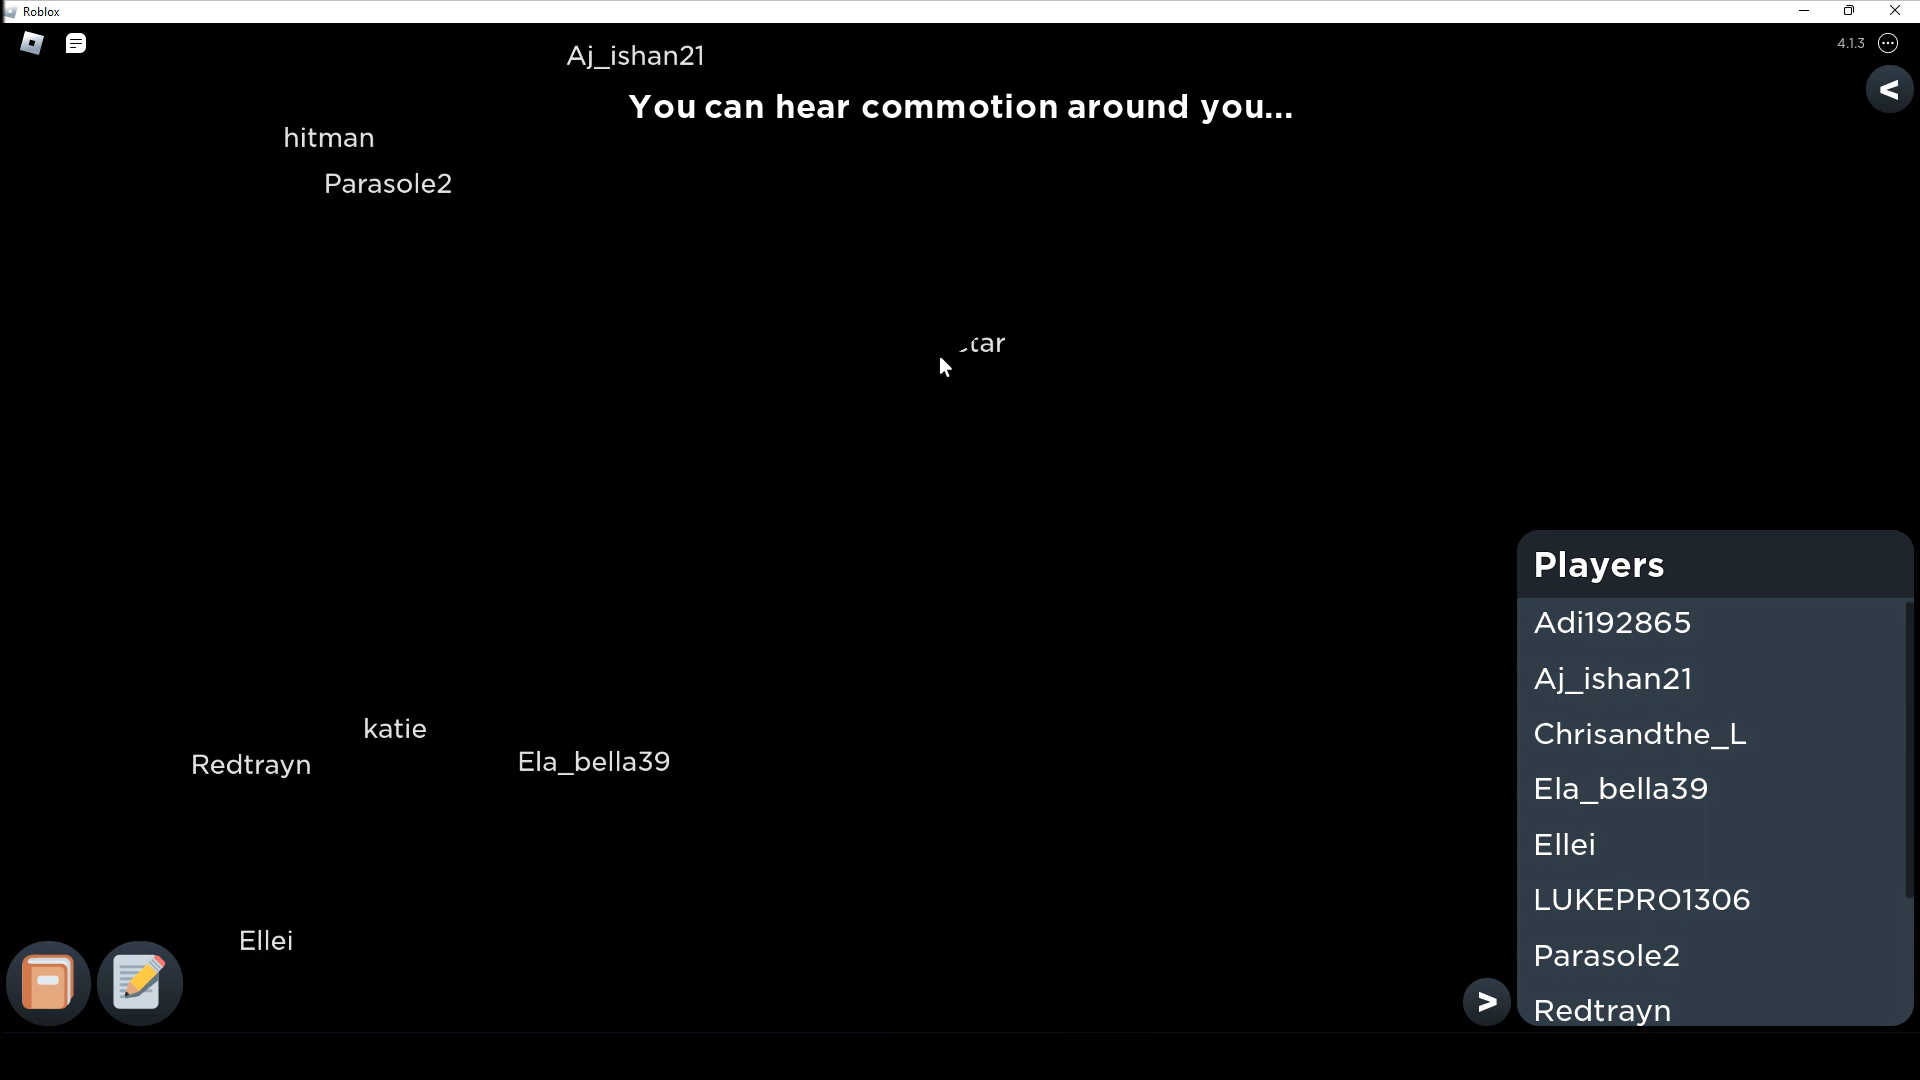 Roblox
4.1.3
Aj_ishan21
You can hear commotion around you...
hitman
Parasole2
katie
Redtrayn
Ela_bella39
Ellei
Players
Adi192865
Aj_ishan21
Chrisandthe_L
Ela_bella39
Ellei
LUKEPRO1306
Parasole2
Redtrayn